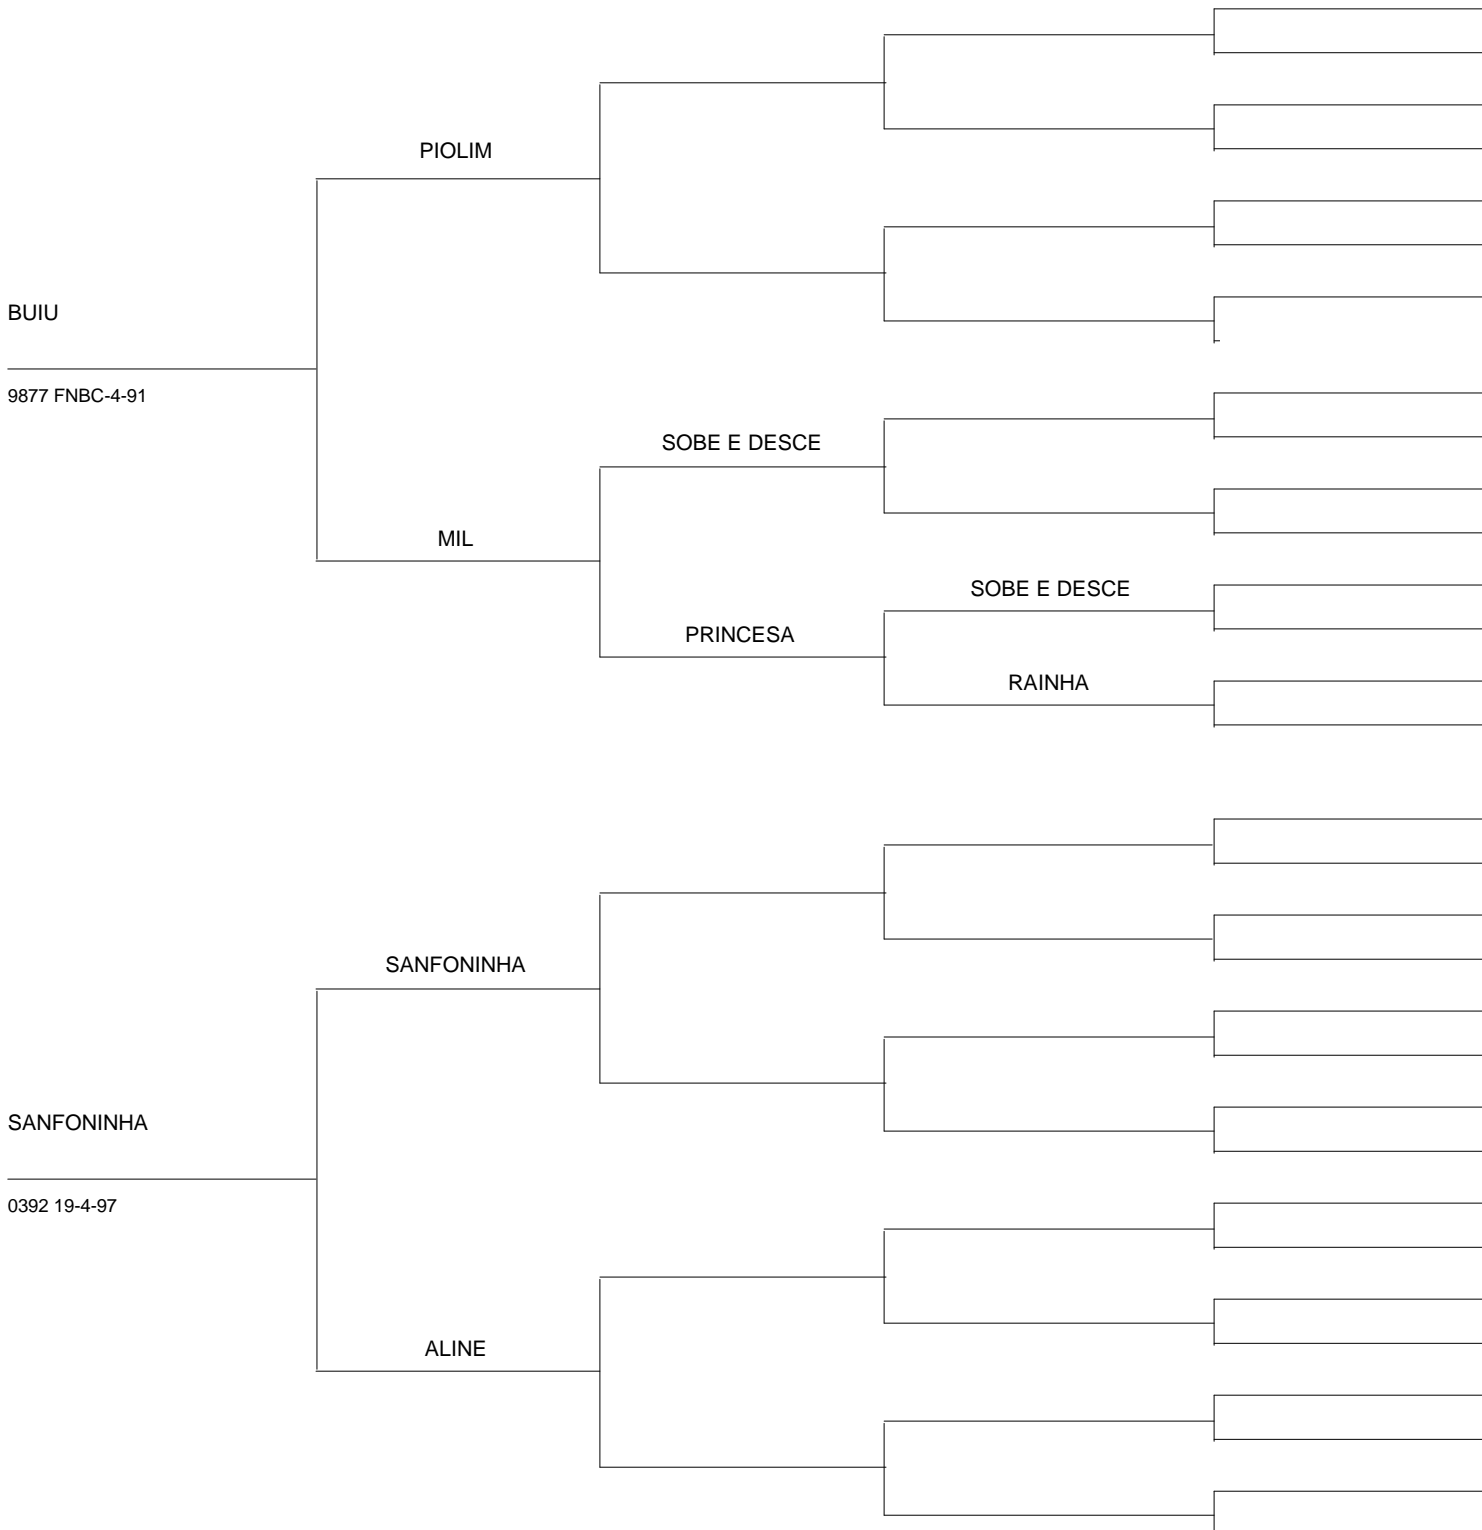 PIOLIM
BUIU
9877 FNBC-4-91
SOBE E DESCE
MIL
SOBE E DESCE
PRINCESA
RAINHA
SANFONINHA
SANFONINHA
0392 19-4-97
ALINE